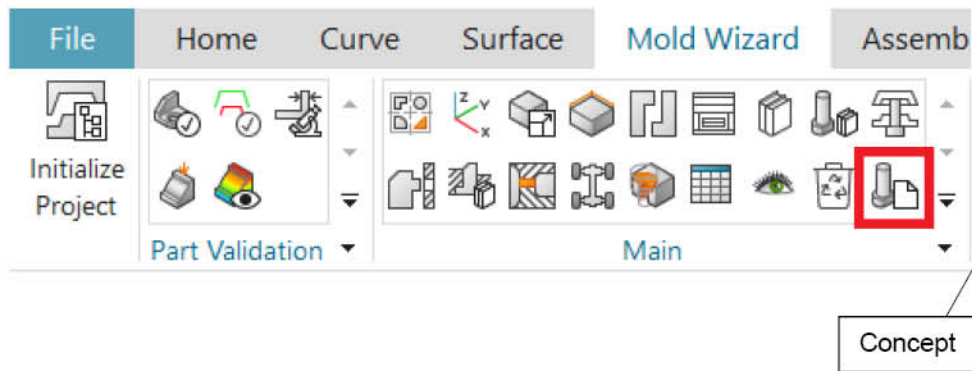 File Home Curve Surface Mold Wizard Assemb
Initialize
Project
Part Validation Main
Concept